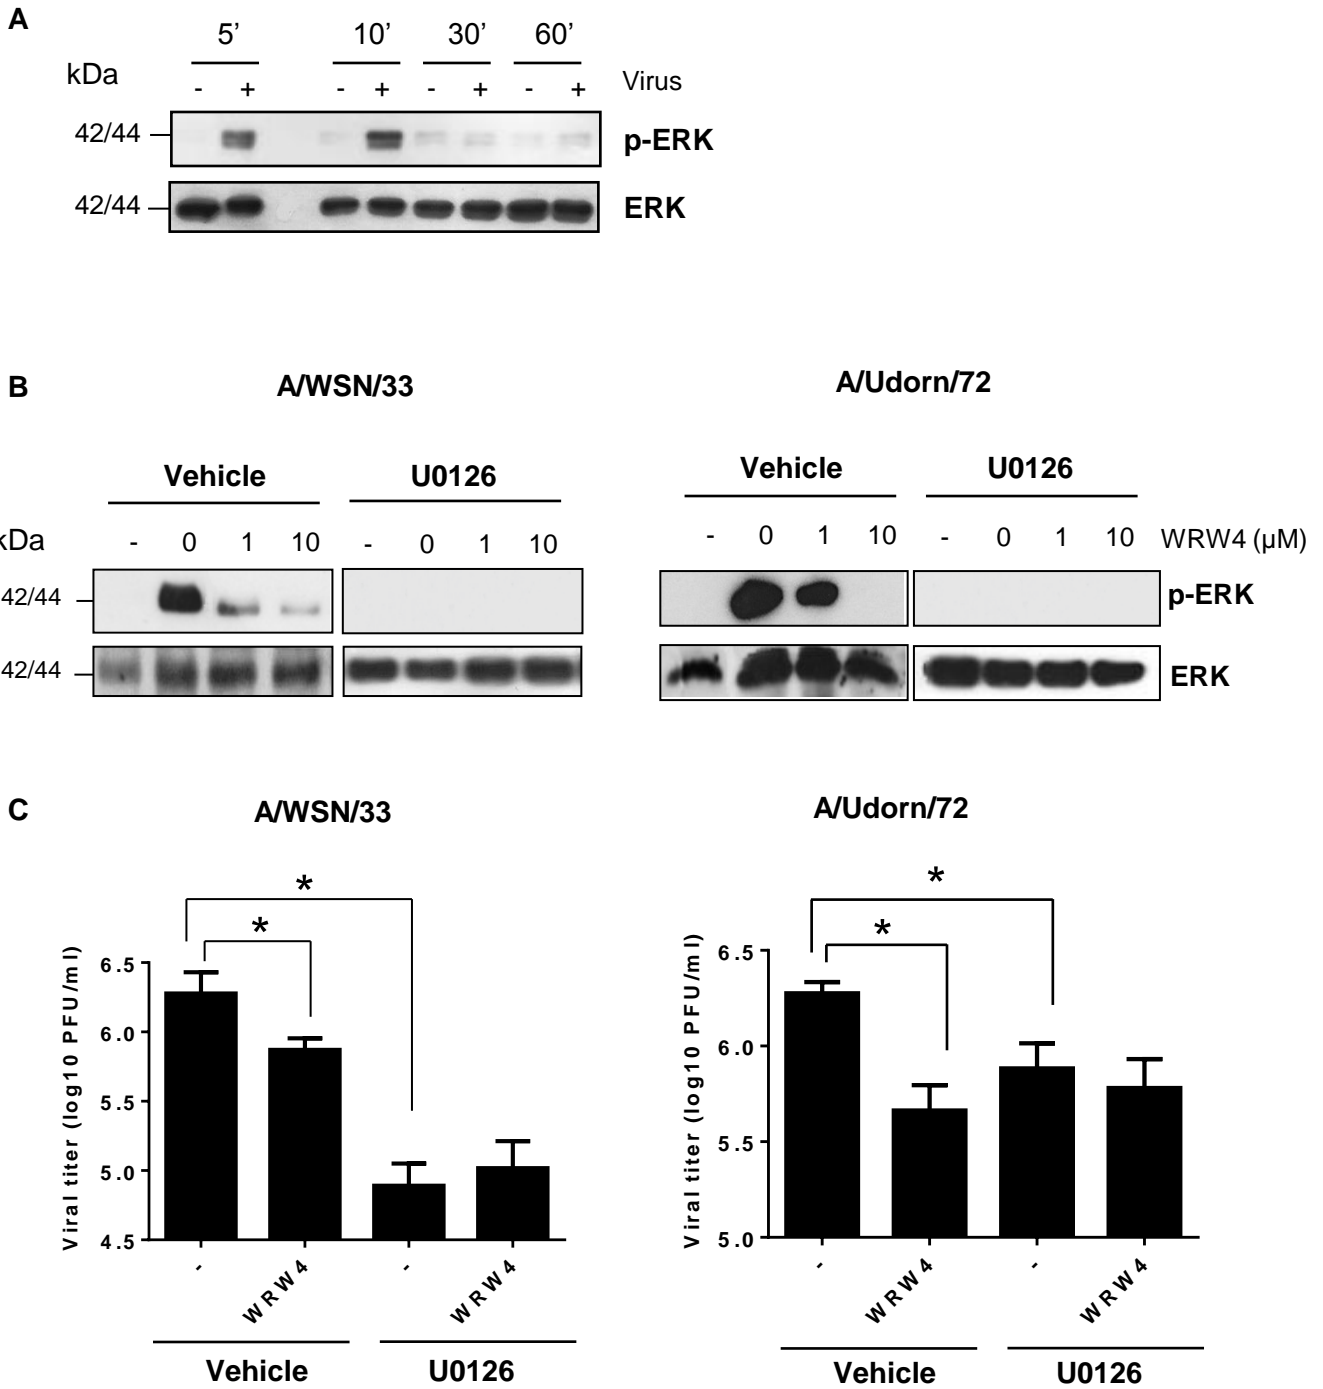 A
5’ 10’ 30’ 60’
kDa
- + - + - + - + Virus
42/44 p-ERK
42/44 ERK
B A/WSN/33 A/Udorn/72
Vehicle U0126 Vehicle U0126
kDa - 0 1 10 - 0 1 10 - 0 1 10 - 0 1 10 WRW4 (µM)
42/44 p-ERK
42/44 ERK
C A/WSN/33 A/Udorn/72
* *
* *
Viral titer (log10 PFU/ml)
6.5
6.0
5.5
5.0
4.5
- WRW4 - WRW4
Vehicle U0126
Viral titer (log10 PFU/ml)
6.5
6.0
5.5
5.0
- WRW4 - WRW4
Vehicle U0126